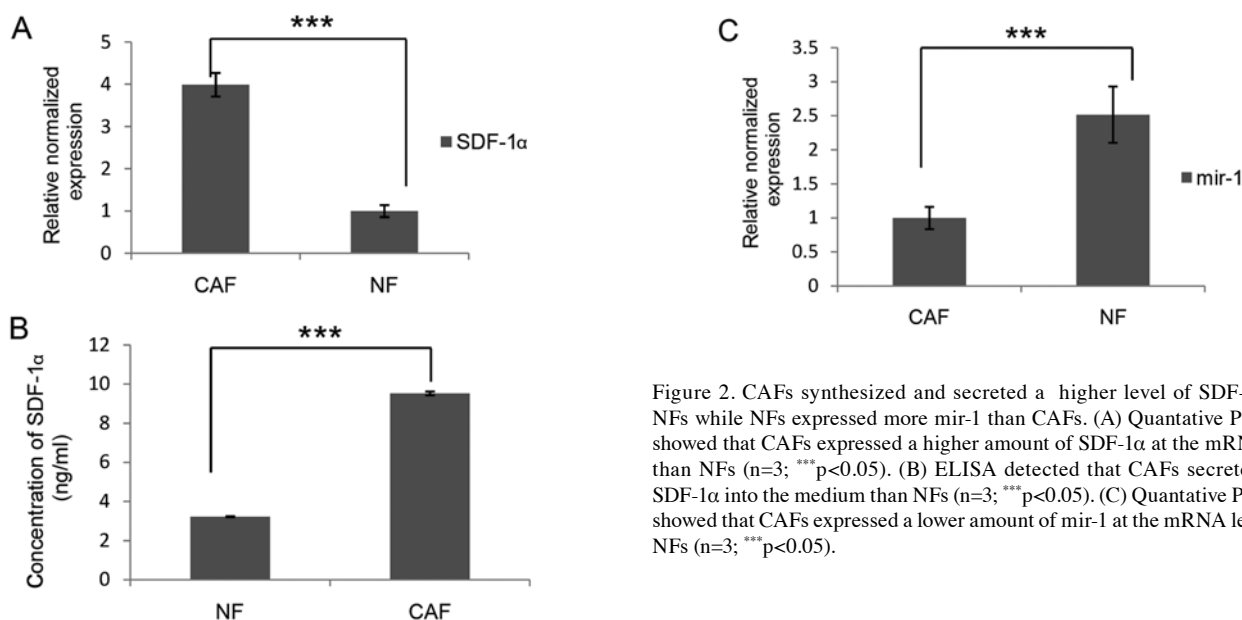 A
***
5
4
3
2
1
0
Relative normalized
expression
CAF
NF
SDF-1α
B
***
12
10
8
6
4
2
0
Concentration of SDF-1α
(ng/ml)
NF
CAF
C
***
3.5
3
2.5
2
1.5
1
0.5
0
Relative normalized
expression
CAF
NF
mir-1
Figure 2. CAFs synthesized and secreted a higher level of SDF-
NFs while NFs expressed more mir-1 than CAFs. (A) Quantative P
showed that CAFs expressed a higher amount of SDF-1α at the mRN
than NFs (n=3; ***p<0.05). (B) ELISA detected that CAFs secrete
SDF-1α into the medium than NFs (n=3; ***p<0.05). (C) Quantative P
showed that CAFs expressed a lower amount of mir-1 at the mRNA le
NFs (n=3; ***p<0.05).